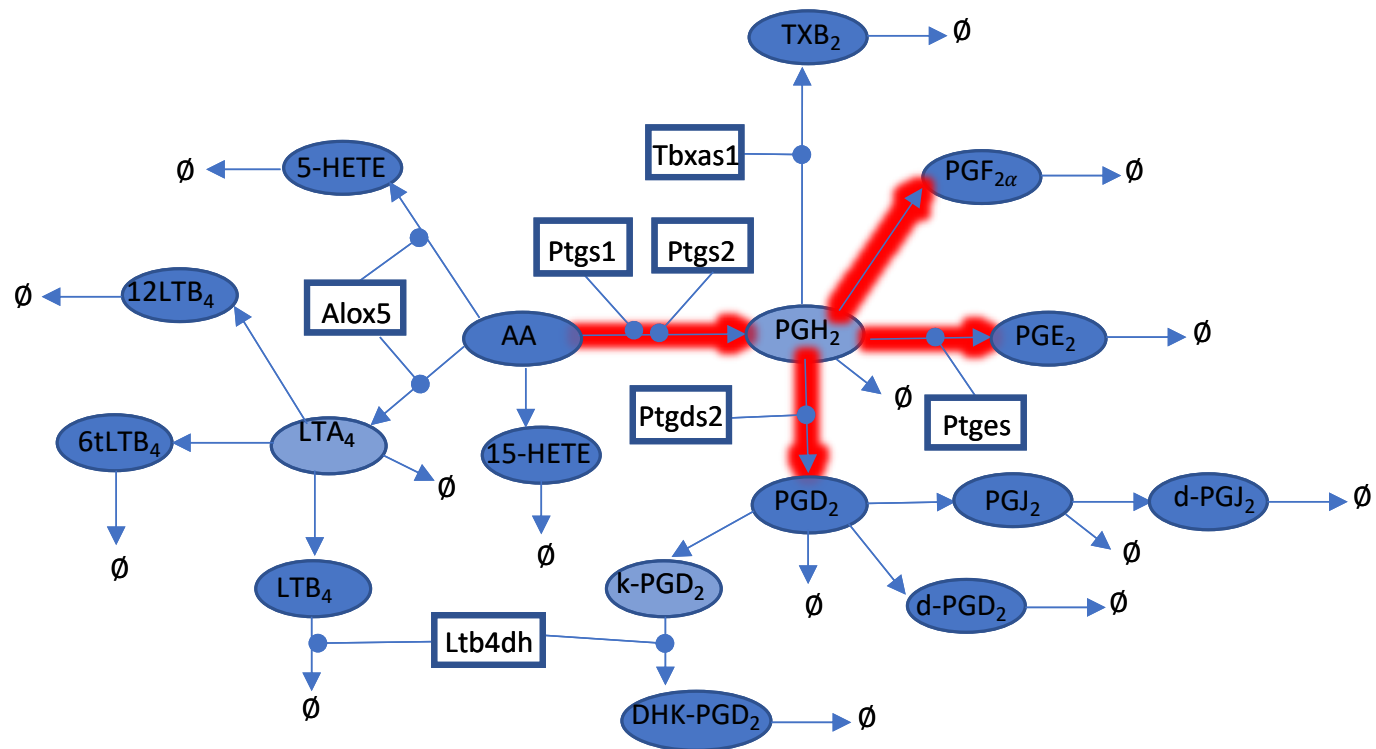 TXB₂
Ø
Tbxas1
5-HETE
Ø
PGF₂α
Ø
Ptgs1
Ptgs2
12LTB₄
Ø
Alox5
AA
PGH₂
PGE₂
Ø
Ø
Ptgds2
Ptges
6tLTB₄
LTA₄
15-HETE
Ø
PGD₂
PGJ₂
d-PGJ₂
Ø
Ø
Ø
Ø
LTB₄
k-PGD₂
Ø
d-PGD₂
Ø
Ltb4dh
Ø
DHK-PGD₂
Ø